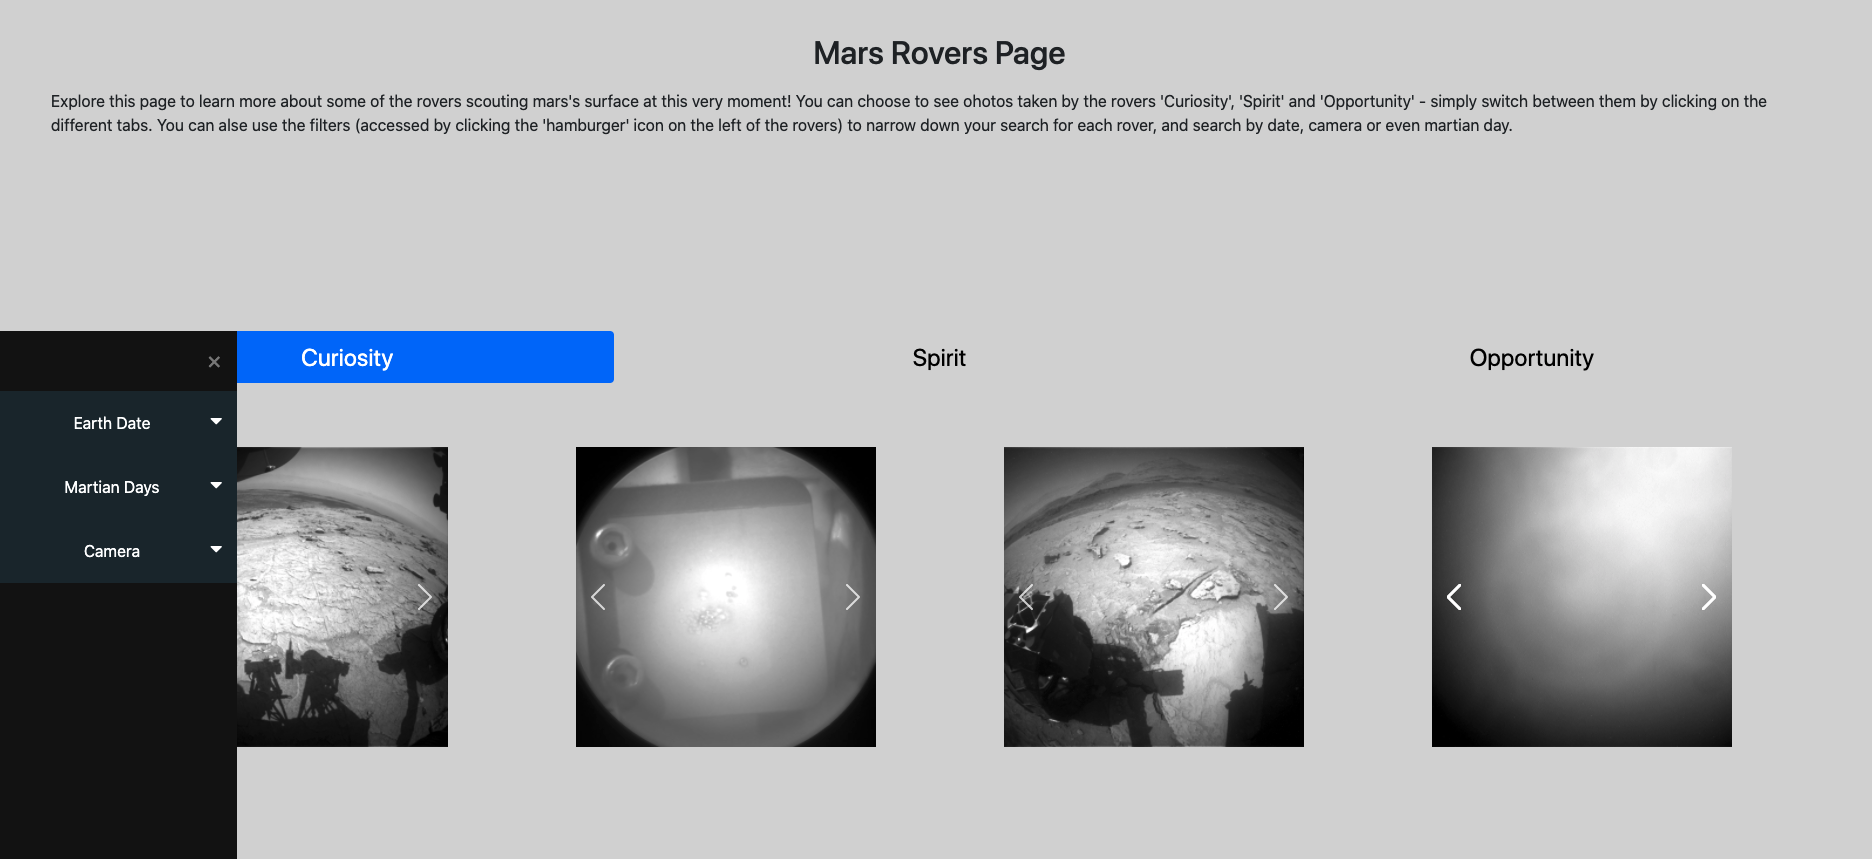 Mars Rovers Page
Explore this page to learn more about some of the rovers scouting mars's surface at this very moment! You can choose to see ohotos taken by the rovers 'Curiosity', 'Spirit' and 'Opportunity' - simply switch between them by clicking on the
different tabs. You can alse use the filters (accessed by clicking the 'hamburger' icon on the left of the rovers) to narrow down your search for each rover, and search by date, camera or even martian day.
Curiosity
Spirit
Opportunity
×
Earth Date
Martian Days
Camera